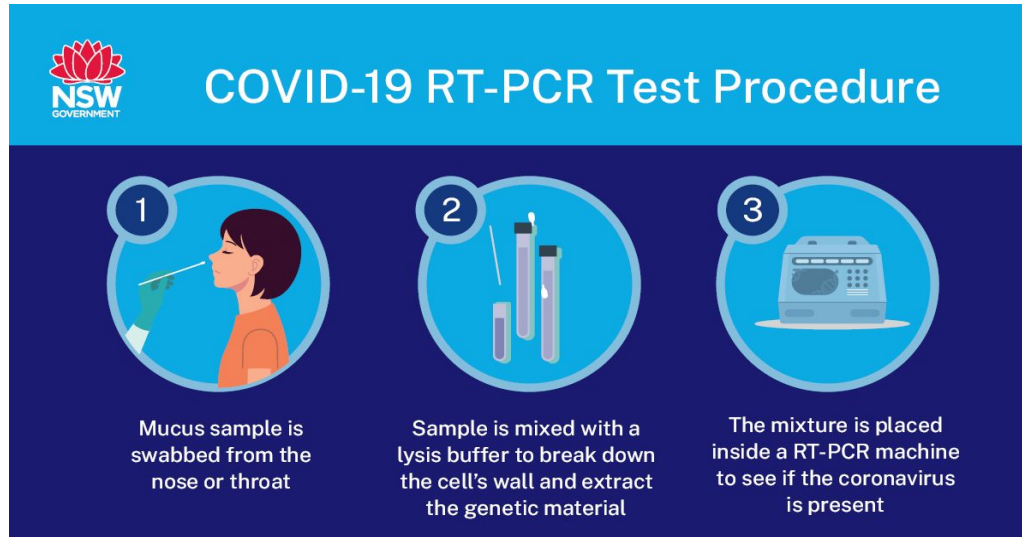 NSW
GOVERNMENT
COVID-19 RT-PCR Test Procedure
1
Mucus sample is
swabbed from the
nose or throat
2
Sample is mixed with a
lysis buffer to break down
the cell's wall and extract
the genetic material
3
The mixture is placed
inside a RT-PCR machine
to see if the coronavirus
is present